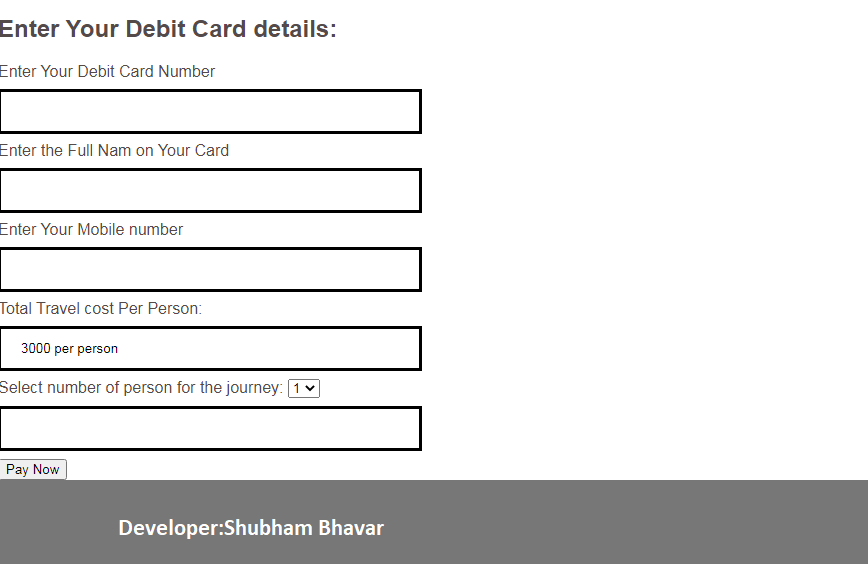 Enter Your Debit Card details:
Enter Your Debit Card Number
Enter the Full Nam on Your Card
Enter Your Mobile number
Total Travel cost Per Person:
3000 per person
Select number of person for the journey: 1
Pay Now
Developer:Shubham Bhavar